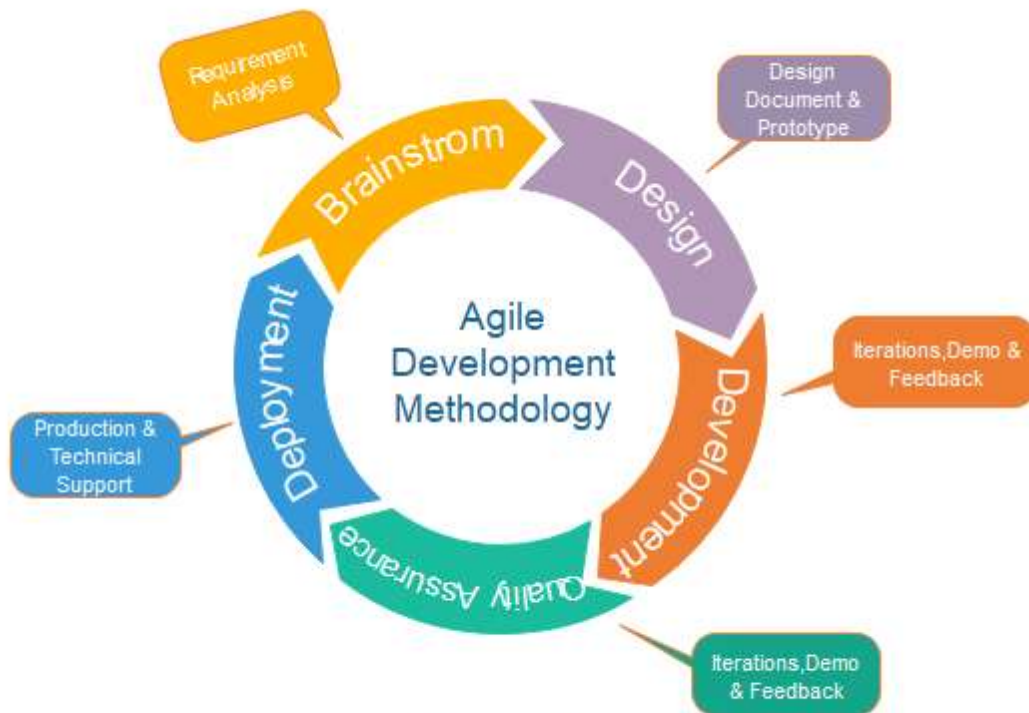 Requirement
Analysis
Brainstrom
Design
Document &
Prototype
Design
Iterations,Demo &
Feedback
Development
Iterations,Demo
& Feedback
Quality Assurance
Production &
Technical
Support
Deployment
Agile
Development
Methodology